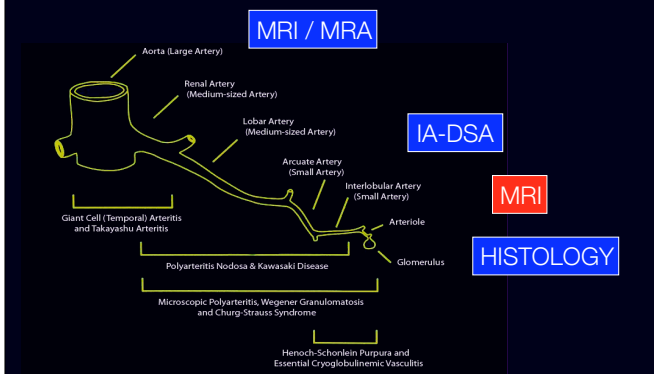 MRI / MRA
Aorta (Large Artery)
Renal Artery
(Medium-sized Artery)
Lobar Artery
(Medium-sized Artery)
IA-DSA
Arcuate Artery
(Small Artery)
Interlobular Artery
(Small Artery)
MRI
Arteriole
Giant Cell (Temporal) Arteritis
and Takayashu Arteritis
HISTOLOGY
Glomerulus
Polyarteritis Nodosa & Kawasaki Disease
Microscopic Polyarteritis, Wegener Granulomatosis
and Churg-Strauss Syndrome
Henoch-Schonlein Purpura and
Essential Cryoglobulinemic Vasculitis